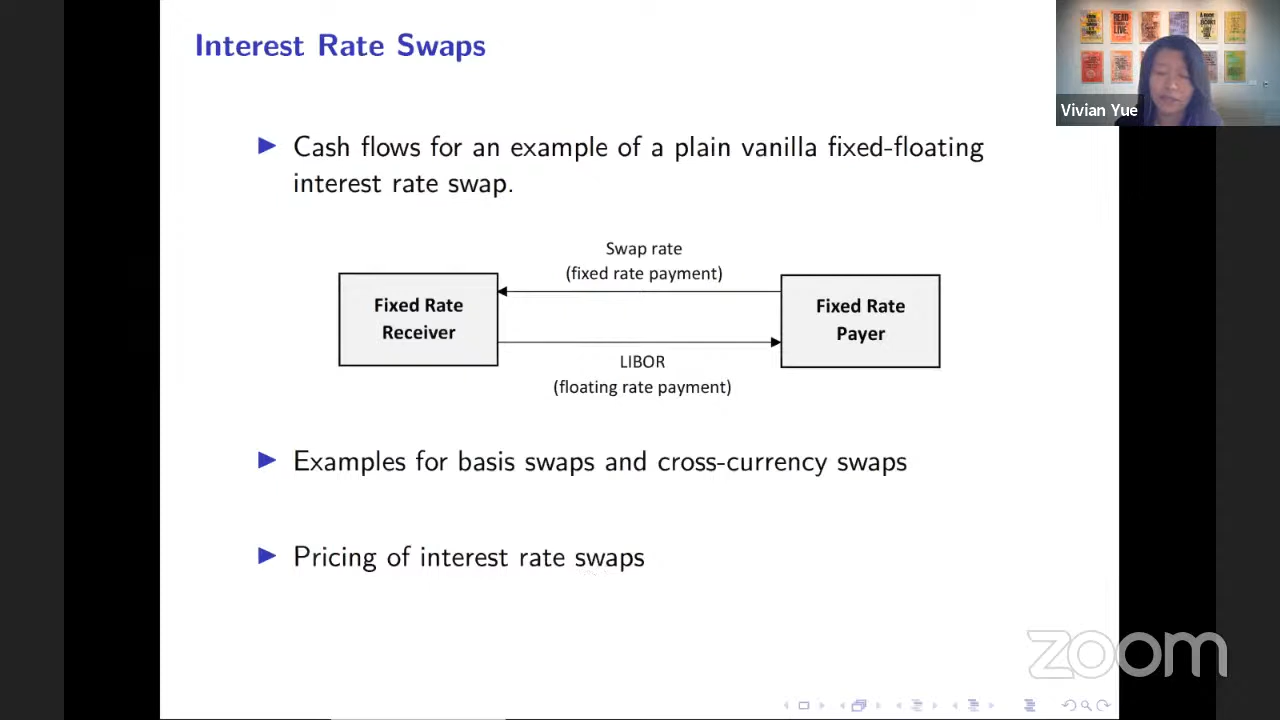 Interest Rate Swaps
Vivian Yue
Cash flows for an example of a plain vanilla fixed-floating
interest rate swap.
Swap rate
(fixed rate payment)
Fixed Rate
Receiver
Fixed Rate
Payer
LIBOR
(floating rate payment)
Examples for basis swaps and cross-currency swaps
Pricing of interest rate swaps
zoom